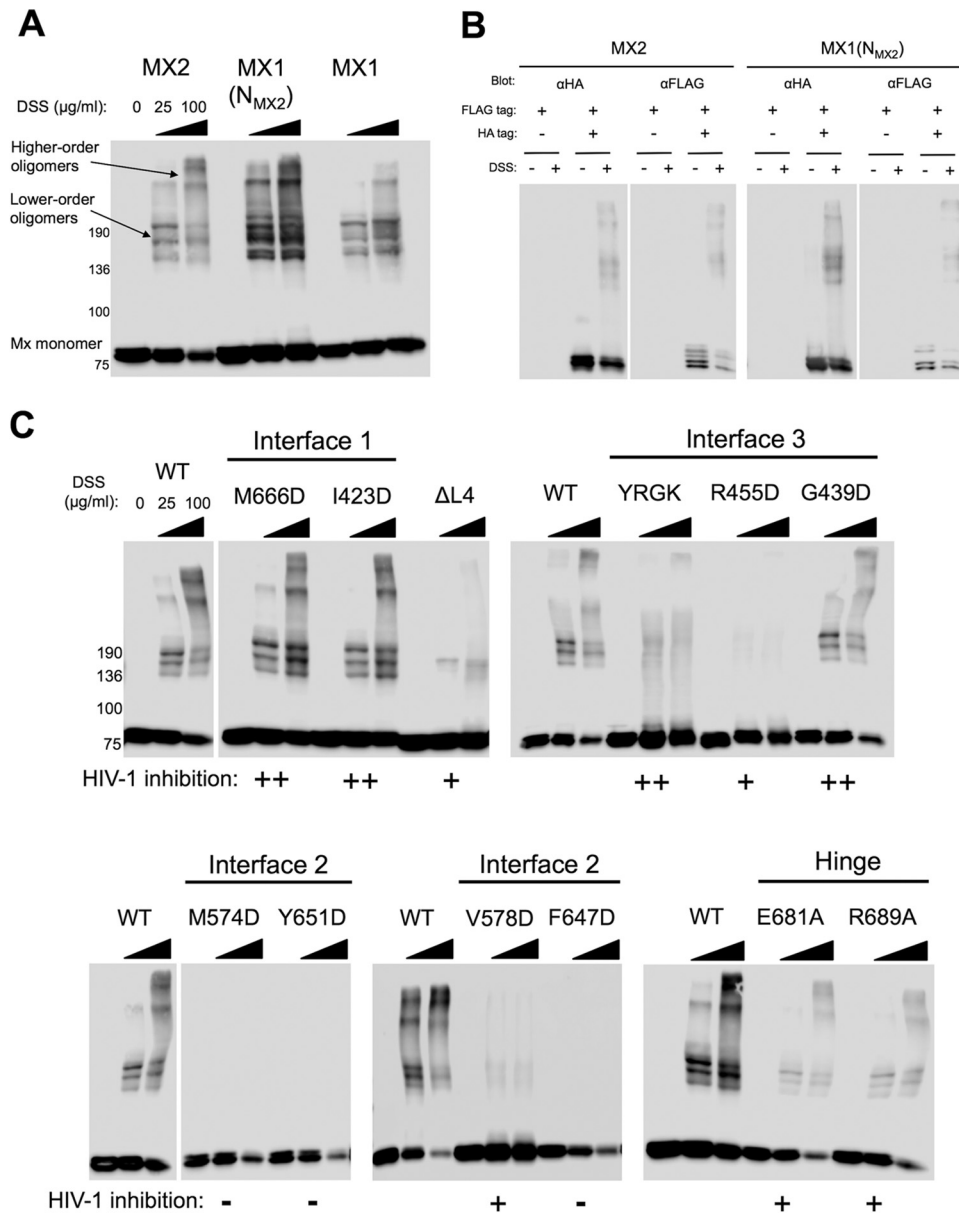 A
MX2 MX1 (N_MX2) MX1
DSS (µg/ml): 0 25 100
Higher-order oligomers
Lower-order oligomers
190
136
100
Mx monomer
75
B
MX2 MX1(N_MX2)
Blot: αHA αFLAG αHA αFLAG
FLAG tag: + + + + + + + +
HA tag: - + - + - + - +
DSS: - + - + - + - + - + - + - + - +
C
Interface 1
WT
DSS (µg/ml): 0 25 100
M666D I423D ΔL4
190
136
100
75
HIV-1 inhibition: ++ ++ +
Interface 3
WT YRGK R455D G439D
++ + ++
Interface 2
WT M574D Y651D
HIV-1 inhibition: - -
Interface 2
WT V578D F647D
+ -
Hinge
WT E681A R689A
+ +